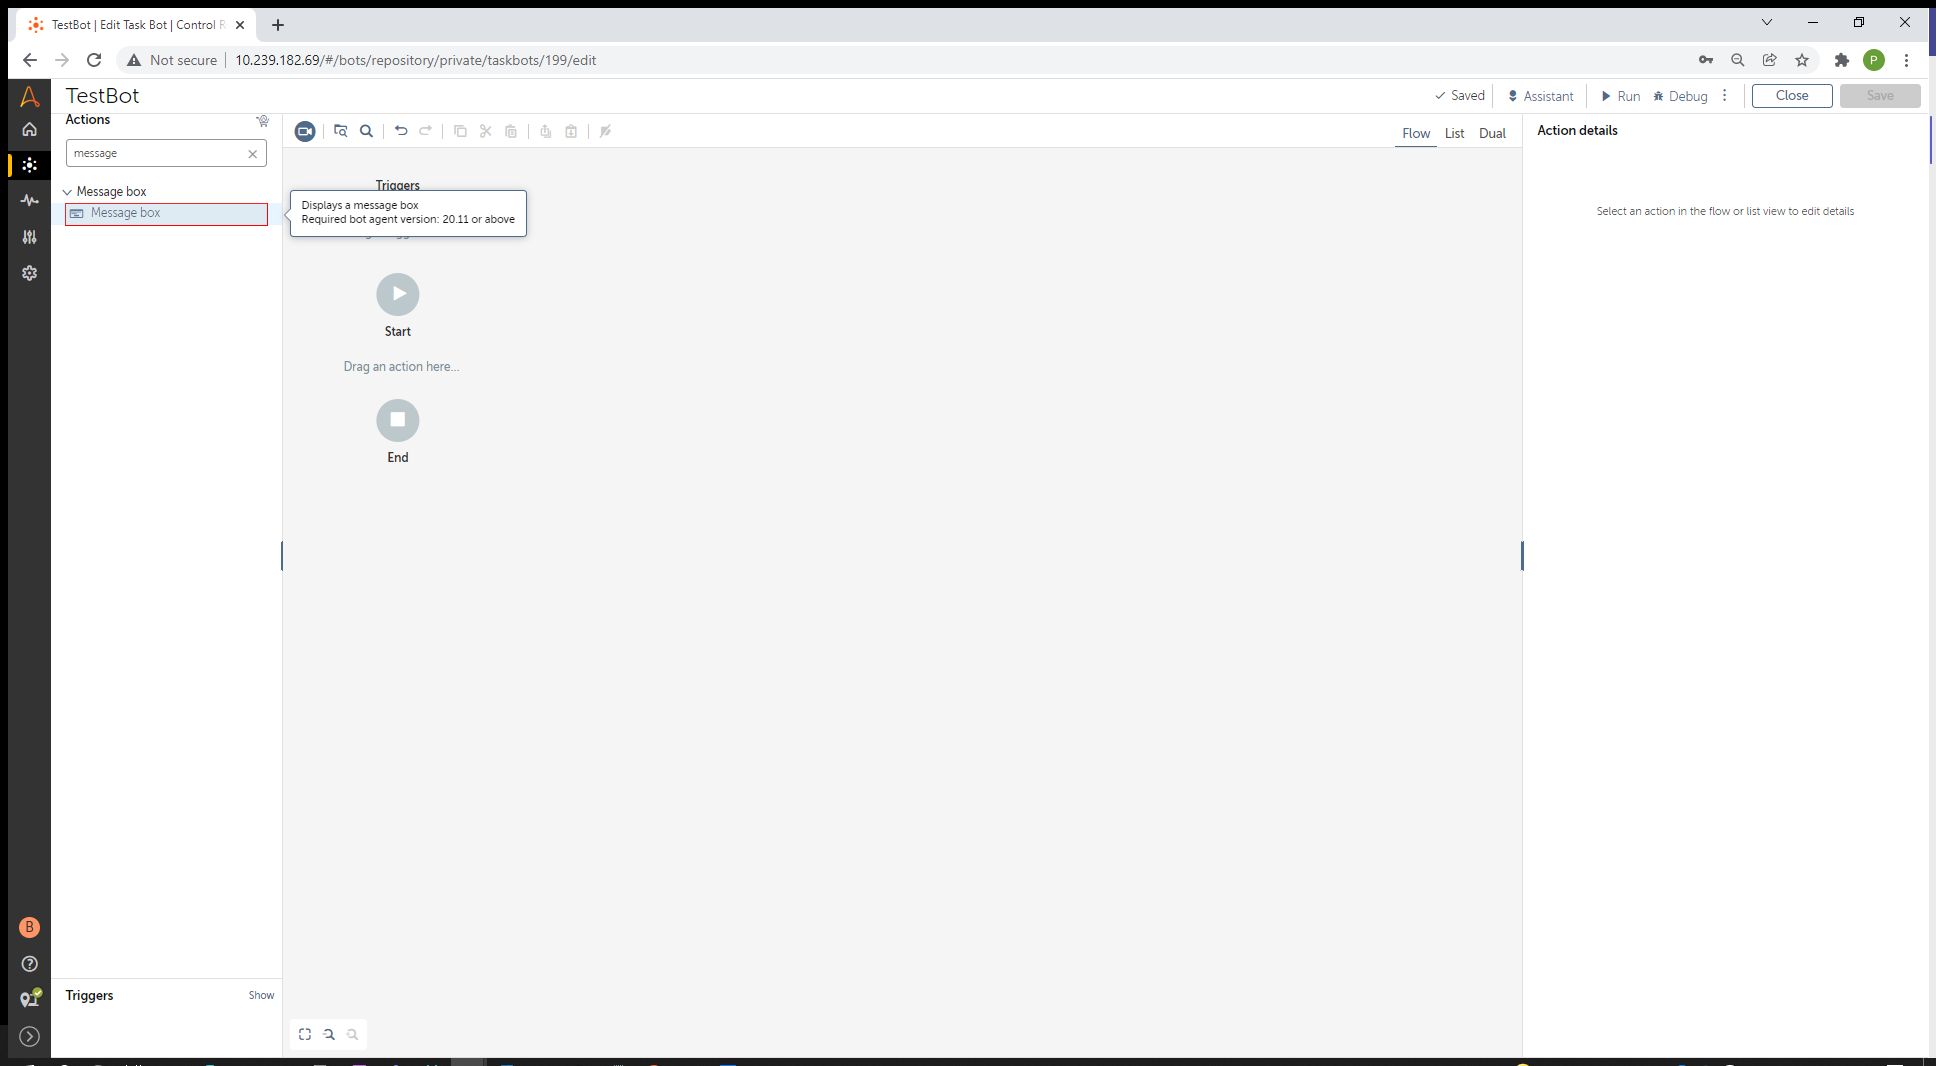 TestBot | Edit Task Bot | Control R
Not secure
10.239.182.69/#/bots/repository/private/taskbots/199/edit
P
TestBot
Saved
Assistant
Run
Debug
Close
Save
Actions
message
Message box
Message box
Flow
List
Dual
Triggers
Displays a message box
Required bot agent version: 20.11 or above
Start
Drag an action here...
End
Action details
Select an action in the flow or list view to edit details
B
Triggers
Show